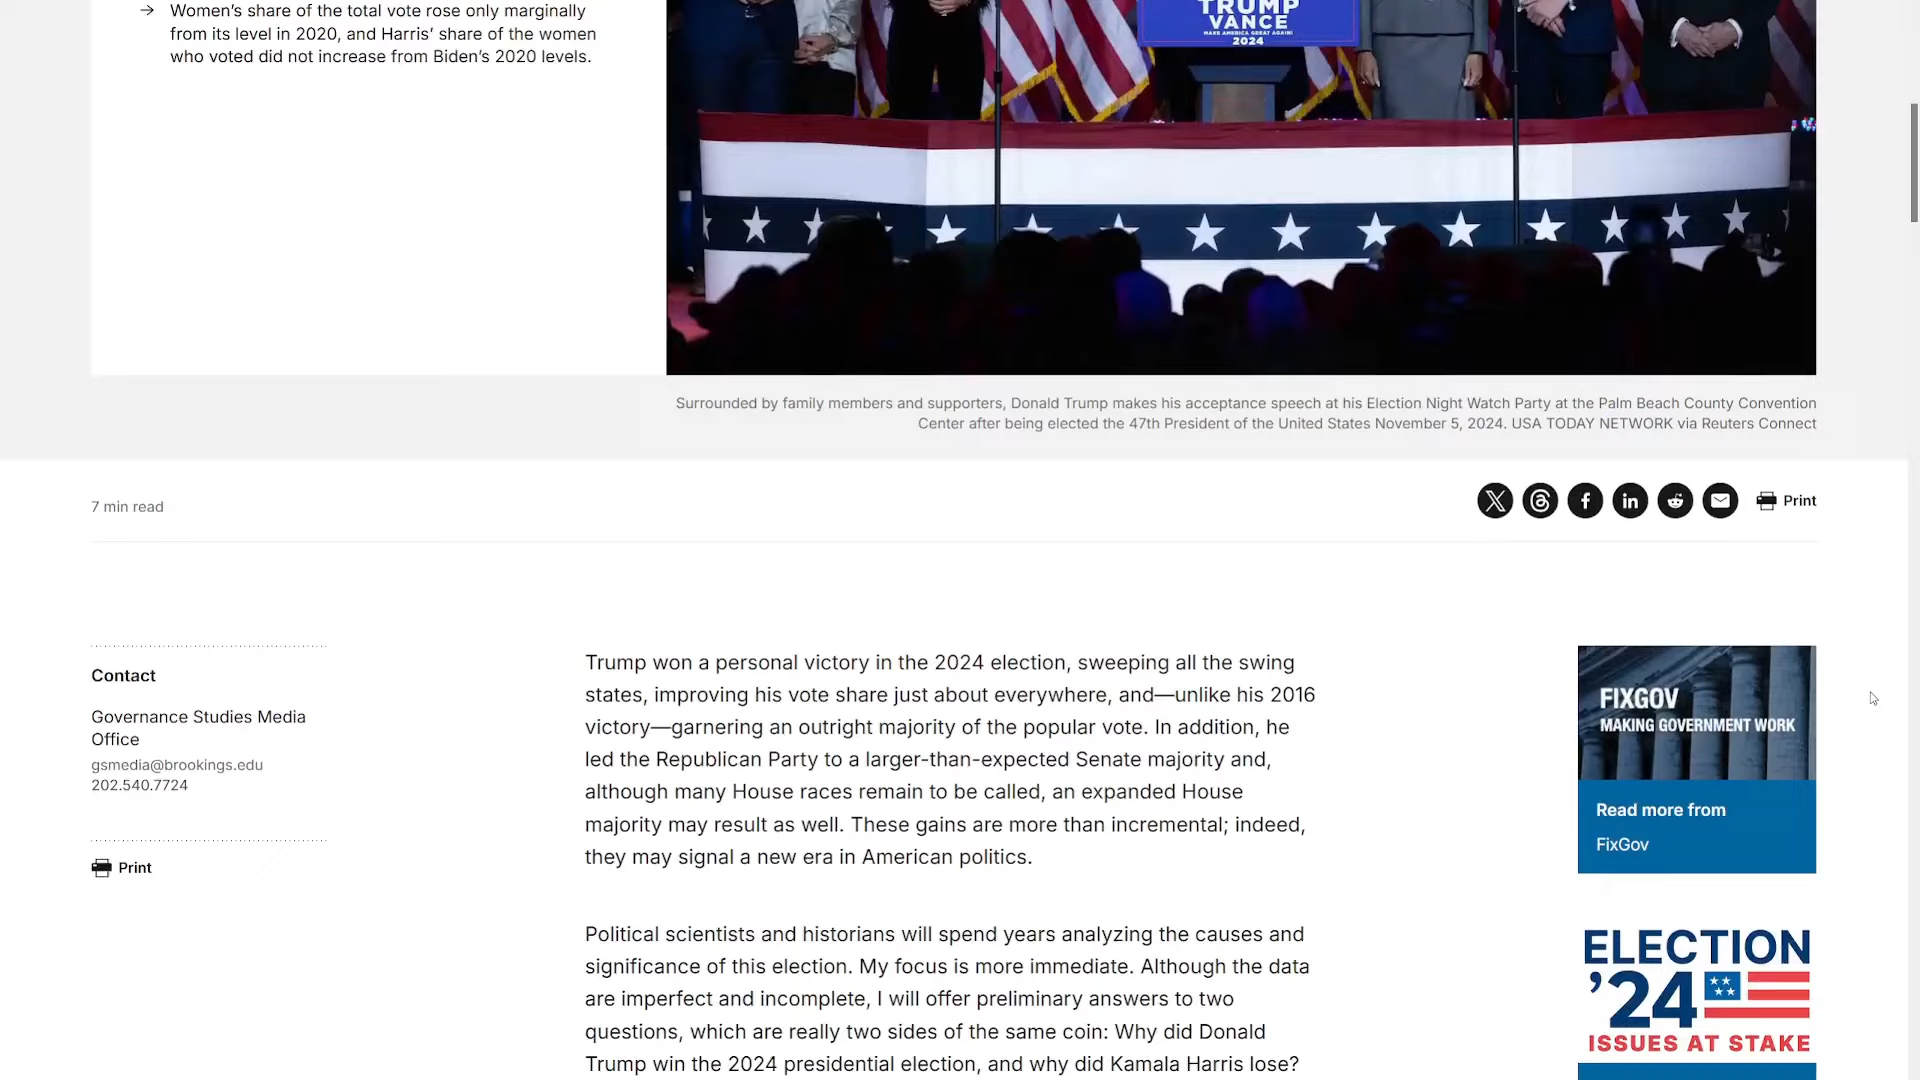 → Women’s share of the total vote rose only marginally
from its level in 2020, and Harris’ share of the women
who voted did not increase from Biden’s 2020 levels.
TRUMP
VANCE
MAKE AMERICA GREAT AGAIN!
2024
Surrounded by family members and supporters, Donald Trump makes his acceptance speech at his Election Night Watch Party at the Palm Beach County Convention
Center after being elected the 47th President of the United States November 5, 2024. USA TODAY NETWORK via Reuters Connect
7 min read
Print
Contact
Governance Studies Media
Office
gsmedia@brookings.edu
202.540.7724
Print
Trump won a personal victory in the 2024 election, sweeping all the swing
states, improving his vote share just about everywhere, and—unlike his 2016
victory—garnering an outright majority of the popular vote. In addition, he
led the Republican Party to a larger-than-expected Senate majority and,
although many House races remain to be called, an expanded House
majority may result as well. These gains are more than incremental; indeed,
they may signal a new era in American politics.
Political scientists and historians will spend years analyzing the causes and
significance of this election. My focus is more immediate. Although the data
are imperfect and incomplete, I will offer preliminary answers to two
questions, which are really two sides of the same coin: Why did Donald
Trump win the 2024 presidential election, and why did Kamala Harris lose?
FIXGOV
MAKING GOVERNMENT WORK
Read more from
FixGov
ELECTION
’24
ISSUES AT STAKE